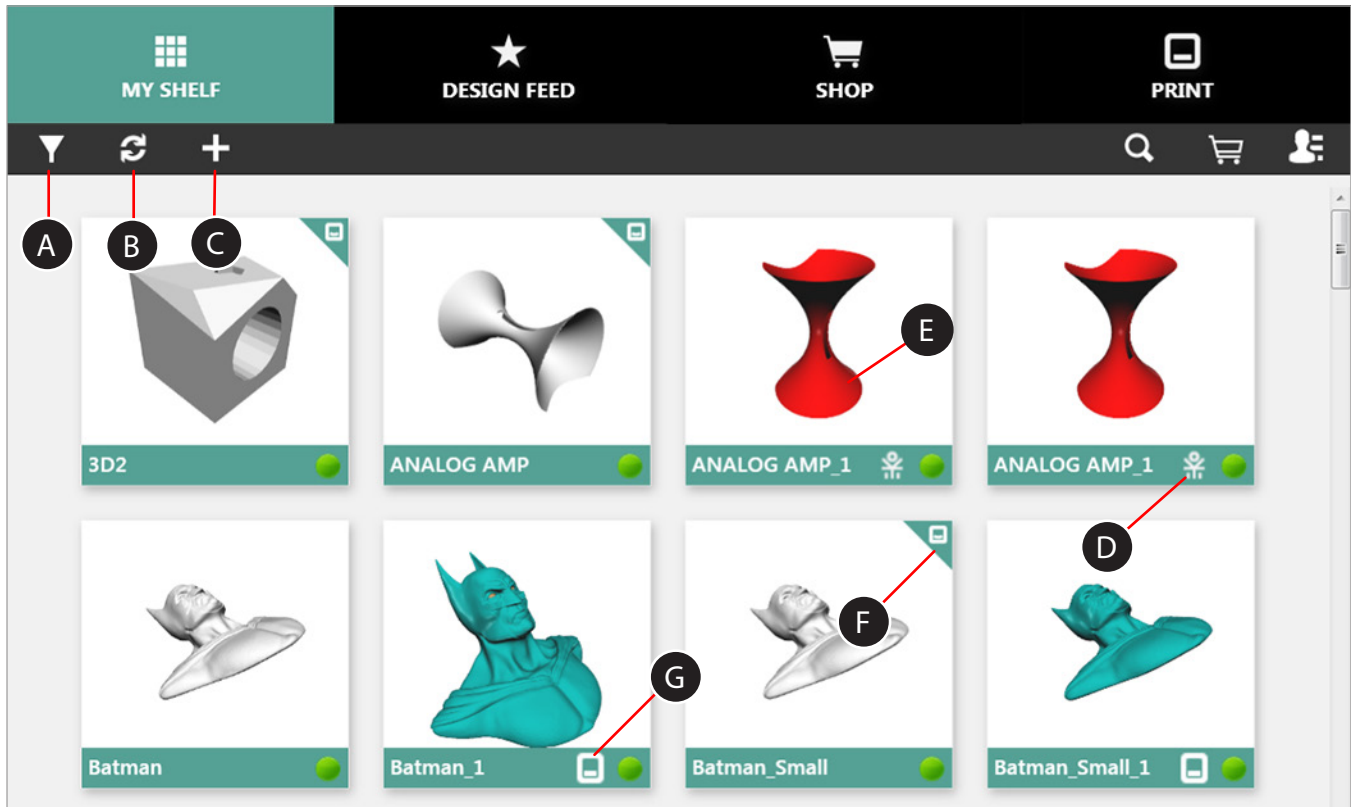 MY SHELF
DESIGN FEED
SHOP
PRINT
A
B
C
E
3D2
ANALOG AMP
ANALOG AMP_1
ANALOG AMP_1
D
F
G
Batman
Batman_1
Batman_Small
Batman_Small_1